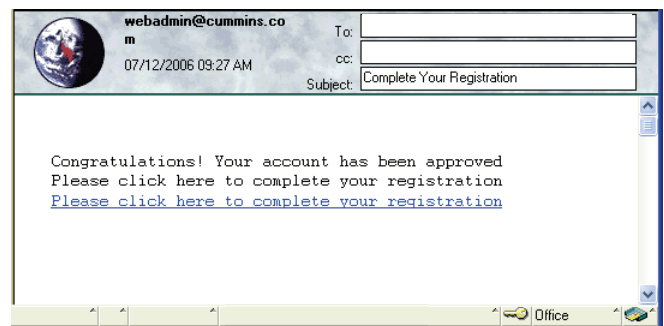 webadmin@cummins.co
m
07/12/2006 09:27 AM
To:
cc:
Subject: Complete Your Registration
Congratulations! Your account has been approved
Please click here to complete your registration
Please click here to complete your registration
Office